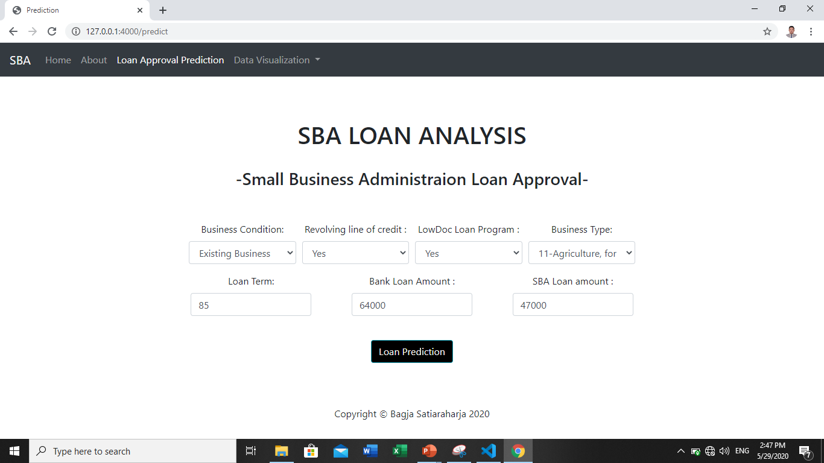 Prediction
127.0.0.1:4000/predict
SBA Home About Loan Approval Prediction Data Visualization
SBA LOAN ANALYSIS
-Small Business Administraion Loan Approval-
Business Condition: Revolving line of credit : LowDoc Loan Program : Business Type:
Existing Business Yes Yes 11-Agriculture, for
Loan Term: Bank Loan Amount : SBA Loan amount :
85 64000 47000
Loan Prediction
Copyright © Bagja Satiaraharja 2020
Type here to search
ENG
2:47 PM
5/29/2020
7